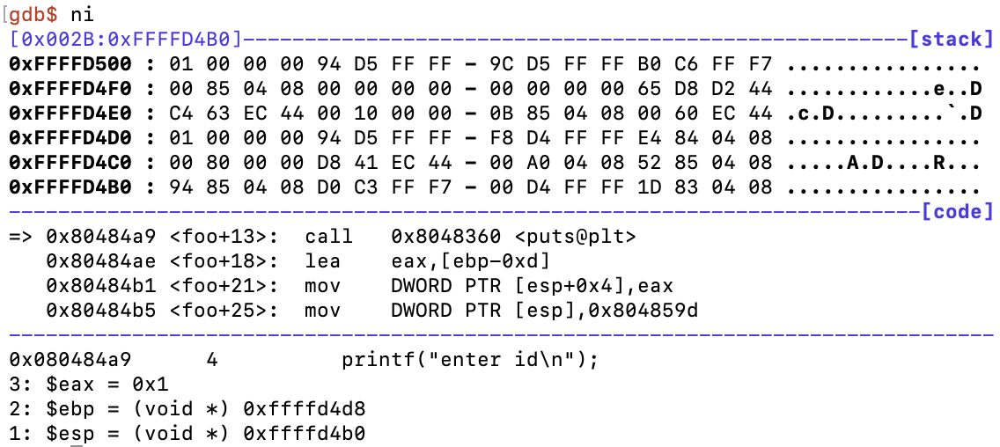 gdb$ ni
[0x002B:0xFFFFD4B0]------------------------------------------------------[stack]
0xFFFFD500 : 01 00 00 00 94 D5 FF FF - 9C D5 FF FF B0 C6 FF F7 ................
0xFFFFD4F0 : 00 85 04 08 00 00 00 00 - 00 00 00 00 65 D8 D2 44 ............e..D
0xFFFFD4E0 : C4 63 EC 44 00 10 00 00 - 0B 85 04 08 00 60 EC 44 .c.D.........`.D
0xFFFFD4D0 : 01 00 00 00 94 D5 FF FF - F8 D4 FF FF E4 84 04 08 ................
0xFFFFD4C0 : 00 80 00 00 D8 41 EC 44 - 00 A0 04 08 52 85 04 08 .....A.D....R...
0xFFFFD4B0 : 94 85 04 08 D0 C3 FF F7 - 00 D4 FF FF 1D 83 04 08 ................
--------------------------------------------------------------------------[code]
=> 0x80484a9 <foo+13>:  call   0x8048360 <puts@plt>
   0x80484ae <foo+18>:  lea    eax,[ebp-0xd]
   0x80484b1 <foo+21>:  mov    DWORD PTR [esp+0x4],eax
   0x80484b5 <foo+25>:  mov    DWORD PTR [esp],0x804859d
--------------------------------------------------------------------------------
0x080484a9      4          printf("enter id\n");
3: $eax = 0x1
2: $ebp = (void *) 0xffffd4d8
1: $esp = (void *) 0xffffd4b0